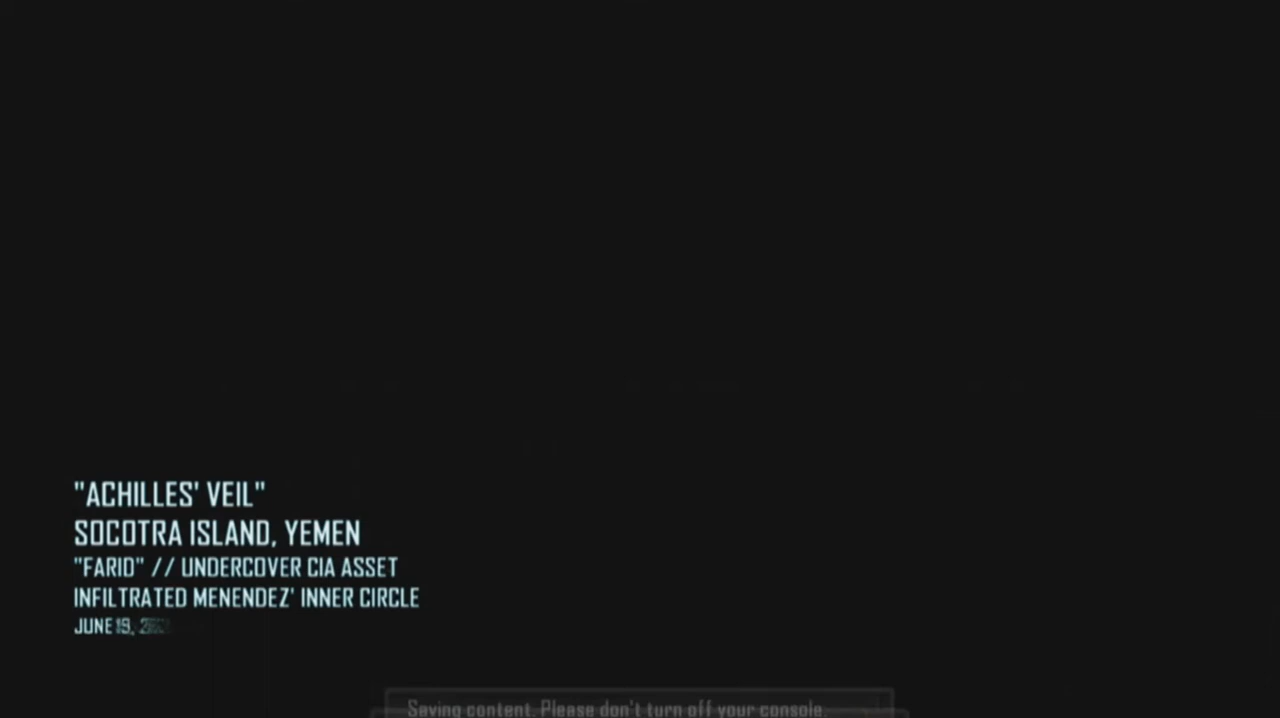 "ACHILLES' VEIL"
SOCOTRA ISLAND, YEMEN
"FARID" // UNDERCOVER CIA ASSET
INFILTRATED MENENDEZ' INNER CIRCLE
JUNE 19,
Saving content. Please don't turn off your console.